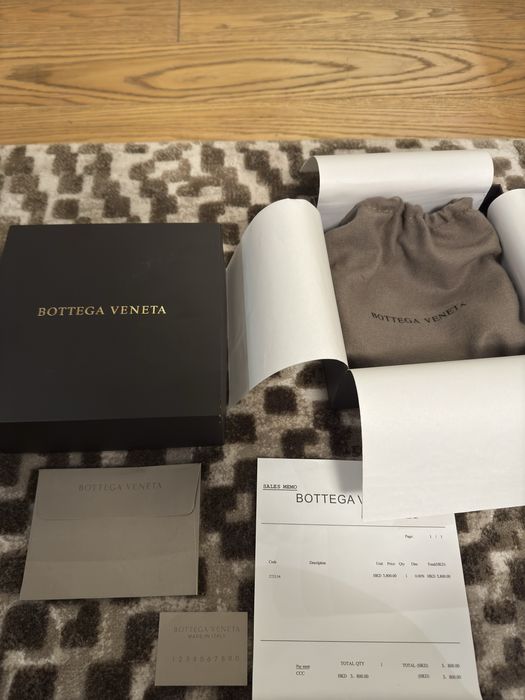 BOTTEGA VENETA
BOTTEGA VENETA
BOTTEGA VENETA
BOTTEGA VENETA
MADE IN ITALY
1234567890
SALES MEMO
BOTTEGA
Page: 1 / 1
Code Description Unit Price Qty Disc Total(HKD)
HKD 5,800.00 1 0.00% HKD 5,800.00
TOTAL QTY 1 TOTAL (HKD) 5, 800.00
CCC HKD 5, 800.00 (HKD) 5, 800.00